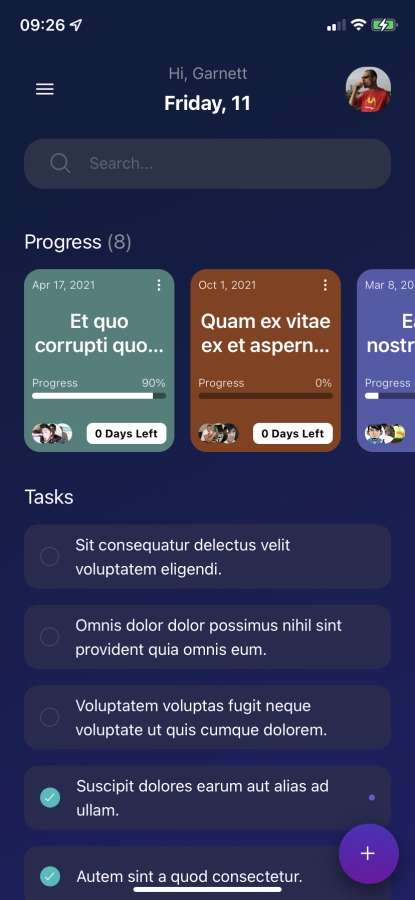 09:26
Hi, Garnett
Friday, 11
Search...
Progress (8)
Apr 17, 2021
Et quo
corrupti quo...
Progress 90%
0 Days Left
Oct 1, 2021
Quam ex vitae
ex et aspern...
Progress 0%
0 Days Left
Mar 8, 20
Ea
nostr
Progress
Tasks
Sit consequatur delectus velit
voluptatem eligendi.
Omnis dolor dolor possimus nihil sint
provident quia omnis eum.
Voluptatem voluptas fugit neque
voluptate ut quis cumque dolorem.
Suscipit dolores earum aut alias ad
ullam.
Autem sint a quod consectetur.